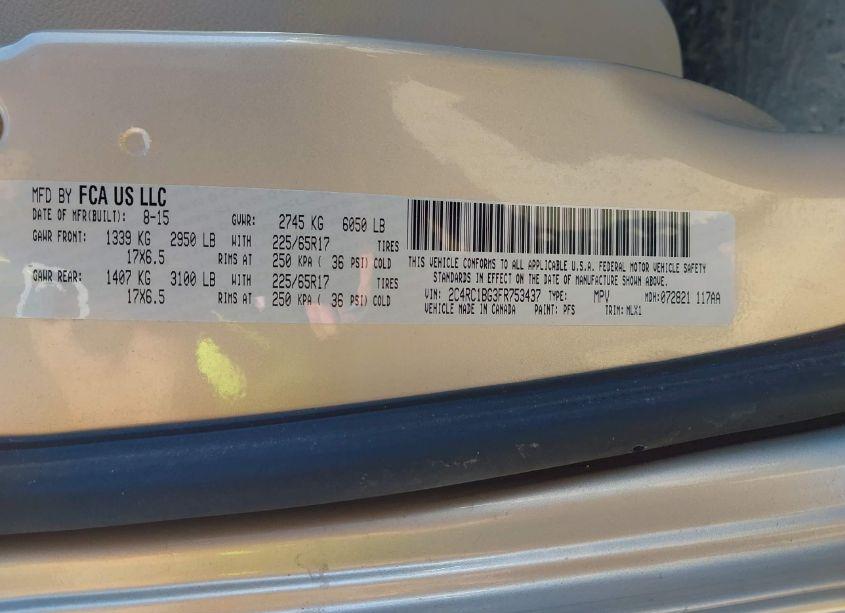 MFD BY FCA US LLC
DATE OF MFR(BUILT): 8-15 GVWR: 2745 KG 6050 LB
GAWR FRONT: 1339 KG 2950 LB WITH 225/65R17 TIRES
17X6.5 RIMS AT 250 KPA ( 36 PSI) COLD
GAWR REAR: 1407 KG 3100 LB WITH 225/65R17 TIRES
17X6.5 RIMS AT 250 KPA ( 36 PSI) COLD
THIS VEHICLE CONFORMS TO ALL APPLICABLE U.S.A. FEDERAL MOTOR VEHICLE SAFETY
STANDARDS IN EFFECT ON THE DATE OF MANUFACTURE SHOWN ABOVE.
VIN: 2C4RC1BG3FR753437 TYPE: MPV MDH:072821 117AA
VEHICLE MADE IN CANADA PAINT: PFS TRIM: MLX1